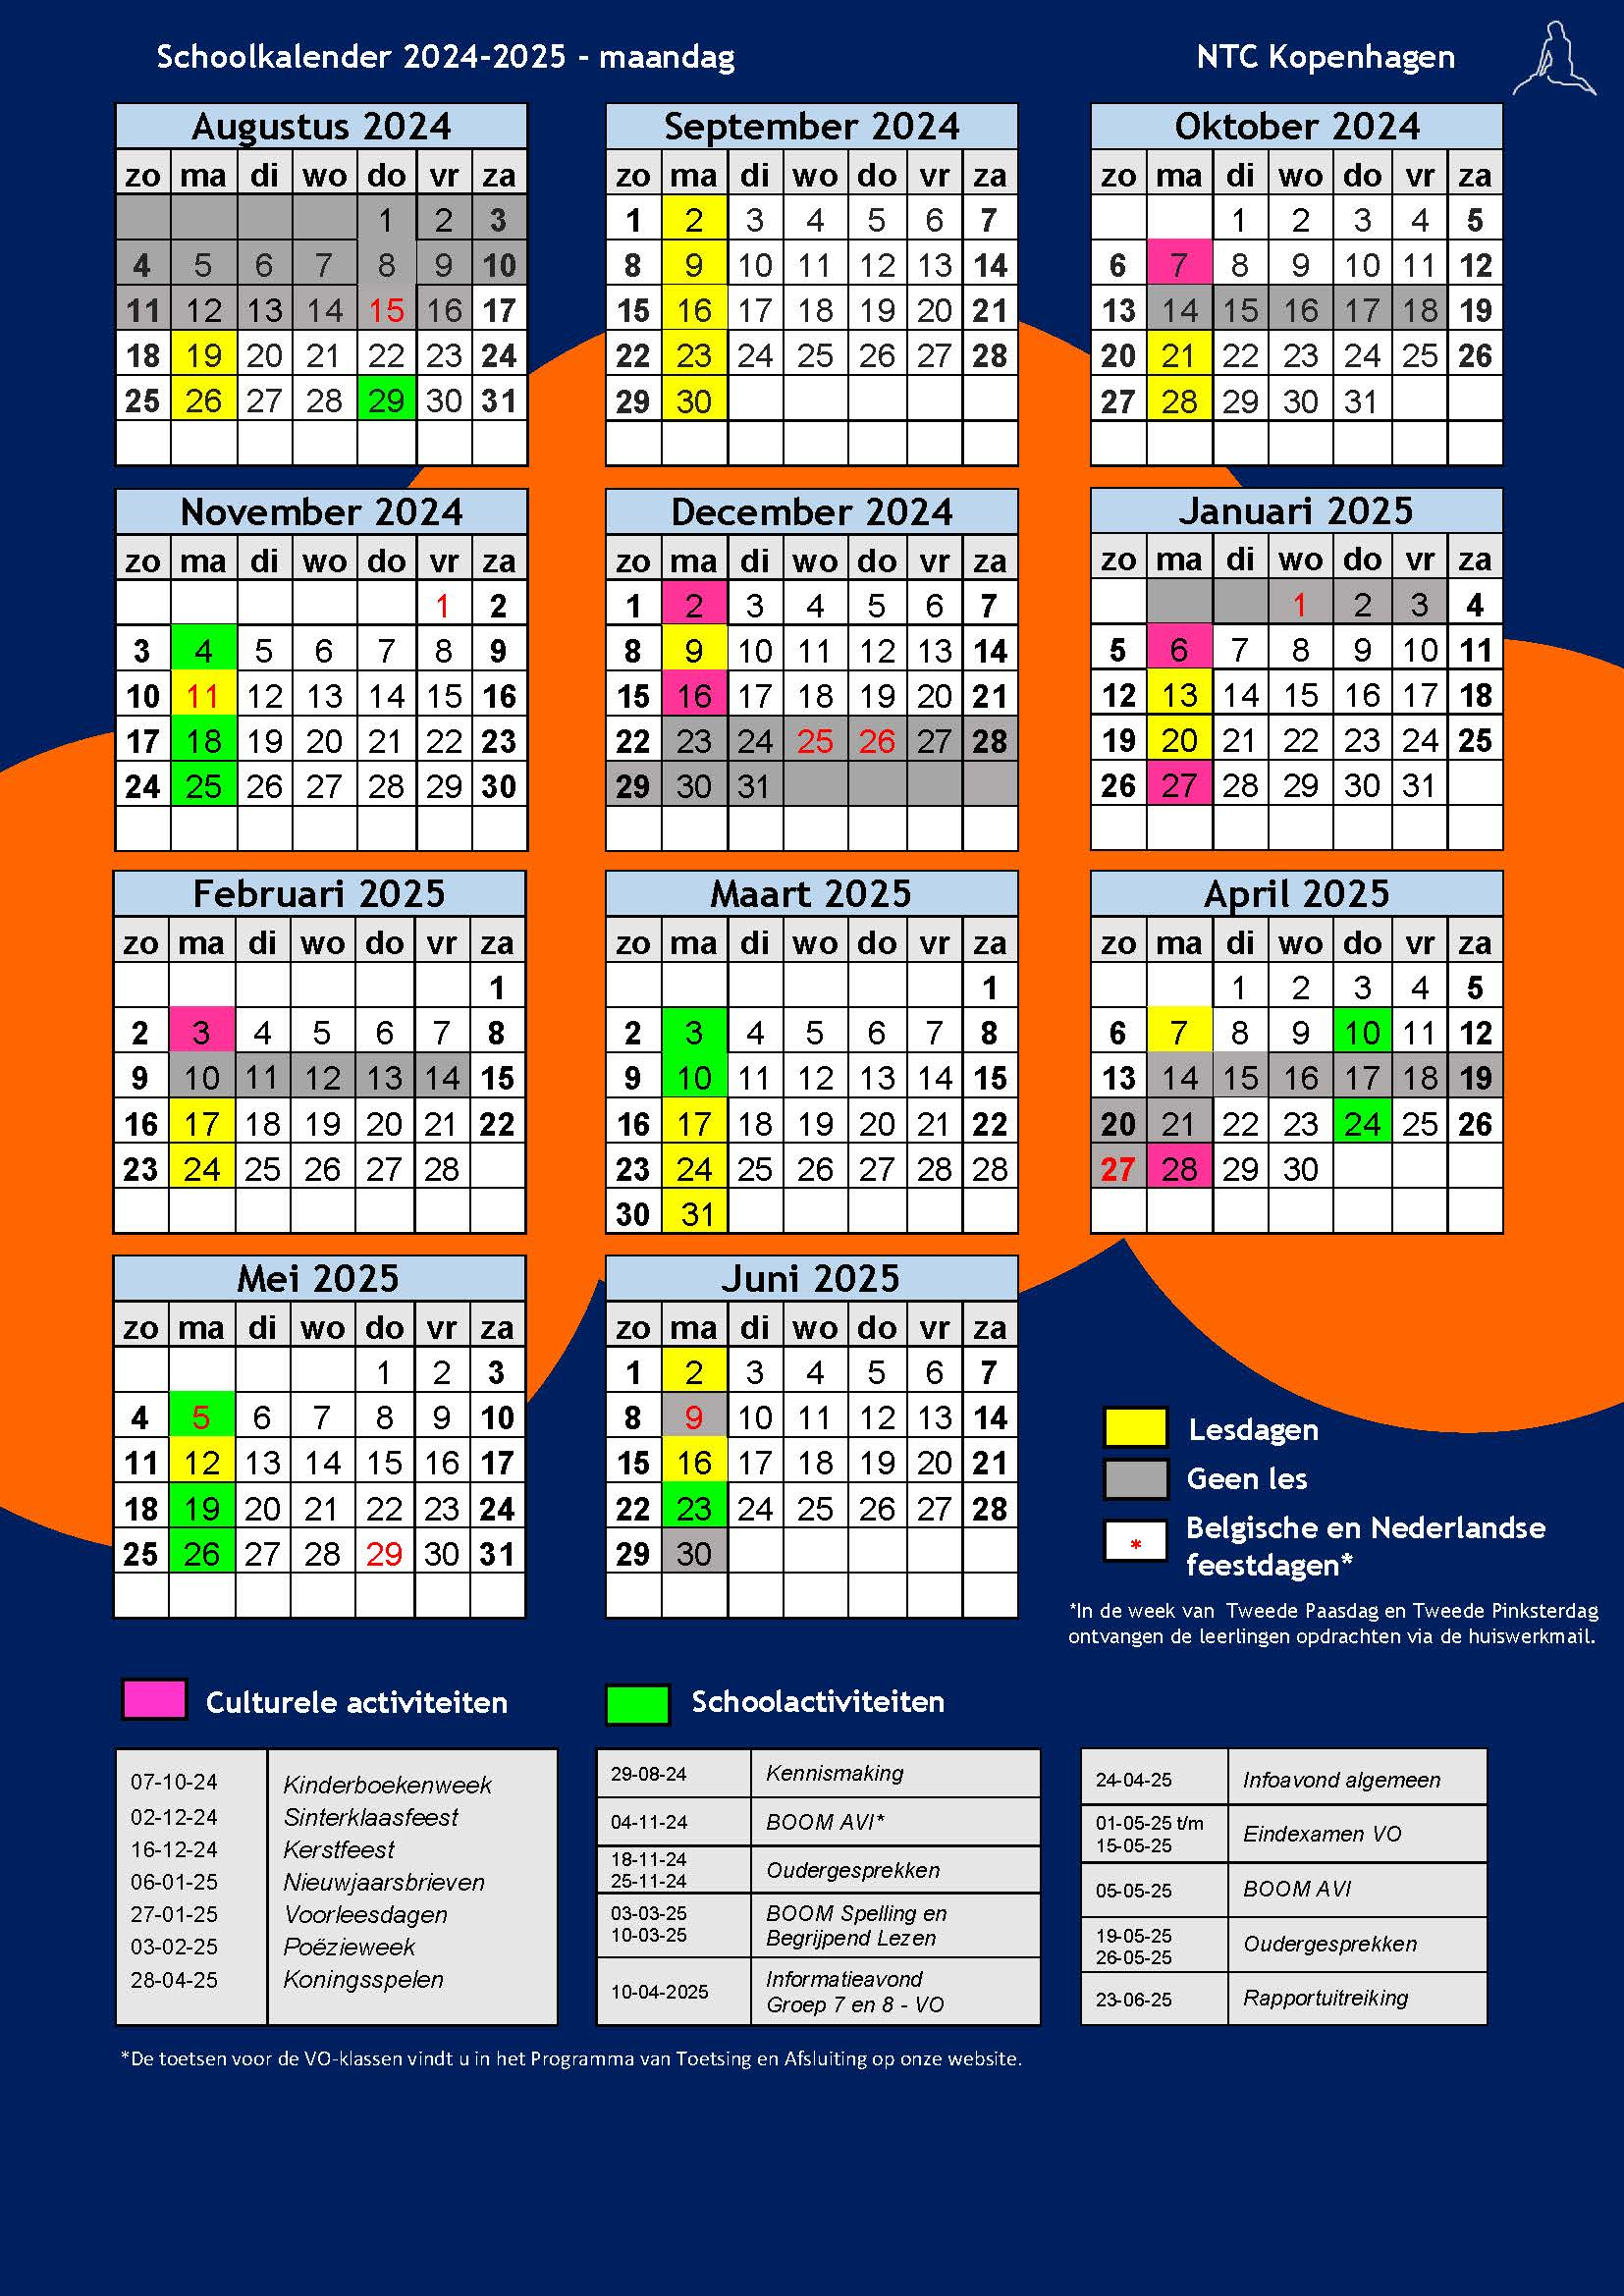 Schoolkalender 2024-2025 - maandag
NTC Kopenhagen
Augustus 2024
zo ma di wo do vr za
1 2 3
4 5 6 7 8 9 10
11 12 13 14 15 16 17
18 19 20 21 22 23 24
25 26 27 28 29 30 31
September 2024
zo ma di wo do vr za
1 2 3 4 5 6 7
8 9 10 11 12 13 14
15 16 17 18 19 20 21
22 23 24 25 26 27 28
29 30
Oktober 2024
zo ma di wo do vr za
1 2 3 4 5
6 7 8 9 10 11 12
13 14 15 16 17 18 19
20 21 22 23 24 25 26
27 28 29 30 31
November 2024
zo ma di wo do vr za
1 2
3 4 5 6 7 8 9
10 11 12 13 14 15 16
17 18 19 20 21 22 23
24 25 26 27 28 29 30
December 2024
zo ma di wo do vr za
1 2 3 4 5 6 7
8 9 10 11 12 13 14
15 16 17 18 19 20 21
22 23 24 25 26 27 28
29 30 31
Januari 2025
zo ma di wo do vr za
1 2 3 4
5 6 7 8 9 10 11
12 13 14 15 16 17 18
19 20 21 22 23 24 25
26 27 28 29 30 31
Februari 2025
zo ma di wo do vr za
1
2 3 4 5 6 7 8
9 10 11 12 13 14 15
16 17 18 19 20 21 22
23 24 25 26 27 28
Maart 2025
zo ma di wo do vr za
1
2 3 4 5 6 7 8
9 10 11 12 13 14 15
16 17 18 19 20 21 22
23 24 25 26 27 28 28
30 31
April 2025
zo ma di wo do vr za
1 2 3 4 5
6 7 8 9 10 11 12
13 14 15 16 17 18 19
20 21 22 23 24 25 26
27 28 29 30
Mei 2025
zo ma di wo do vr za
1 2 3
4 5 6 7 8 9 10
11 12 13 14 15 16 17
18 19 20 21 22 23 24
25 26 27 28 29 30 31
Juni 2025
zo ma di wo do vr za
1 2 3 4 5 6 7
8 9 10 11 12 13 14
15 16 17 18 19 20 21
22 23 24 25 26 27 28
29 30
Lesdagen
Geen les
* Belgische en Nederlandse
feestdagen*
*In de week van Tweede Paasdag en Tweede Pinksterdag
ontvangen de leerlingen opdrachten via de huiswerkmail.
Culturele activiteiten
07-10-24 Kinderboekenweek
02-12-24 Sinterklaasfeest
16-12-24 Kerstfeest
06-01-25 Nieuwjaarsbrieven
27-01-25 Voorleesdagen
03-02-25 Poëzieweek
28-04-25 Koningsspelen
Schoolactiviteiten
29-08-24 Kennismaking
04-11-24 BOOM AVI*
18-11-24
25-11-24 Oudergesprekken
03-03-25 BOOM Spelling en
10-03-25 Begrijpend Lezen
10-04-2025 Informatieavond
Groep 7 en 8 - VO
24-04-25 Infoavond algemeen
01-05-25 t/m
15-05-25 Eindexamen VO
05-05-25 BOOM AVI
19-05-25
26-05-25 Oudergesprekken
23-06-25 Rapportuitreiking
*De toetsen voor de VO-klassen vindt u in het Programma van Toetsing en Afsluiting op onze website.